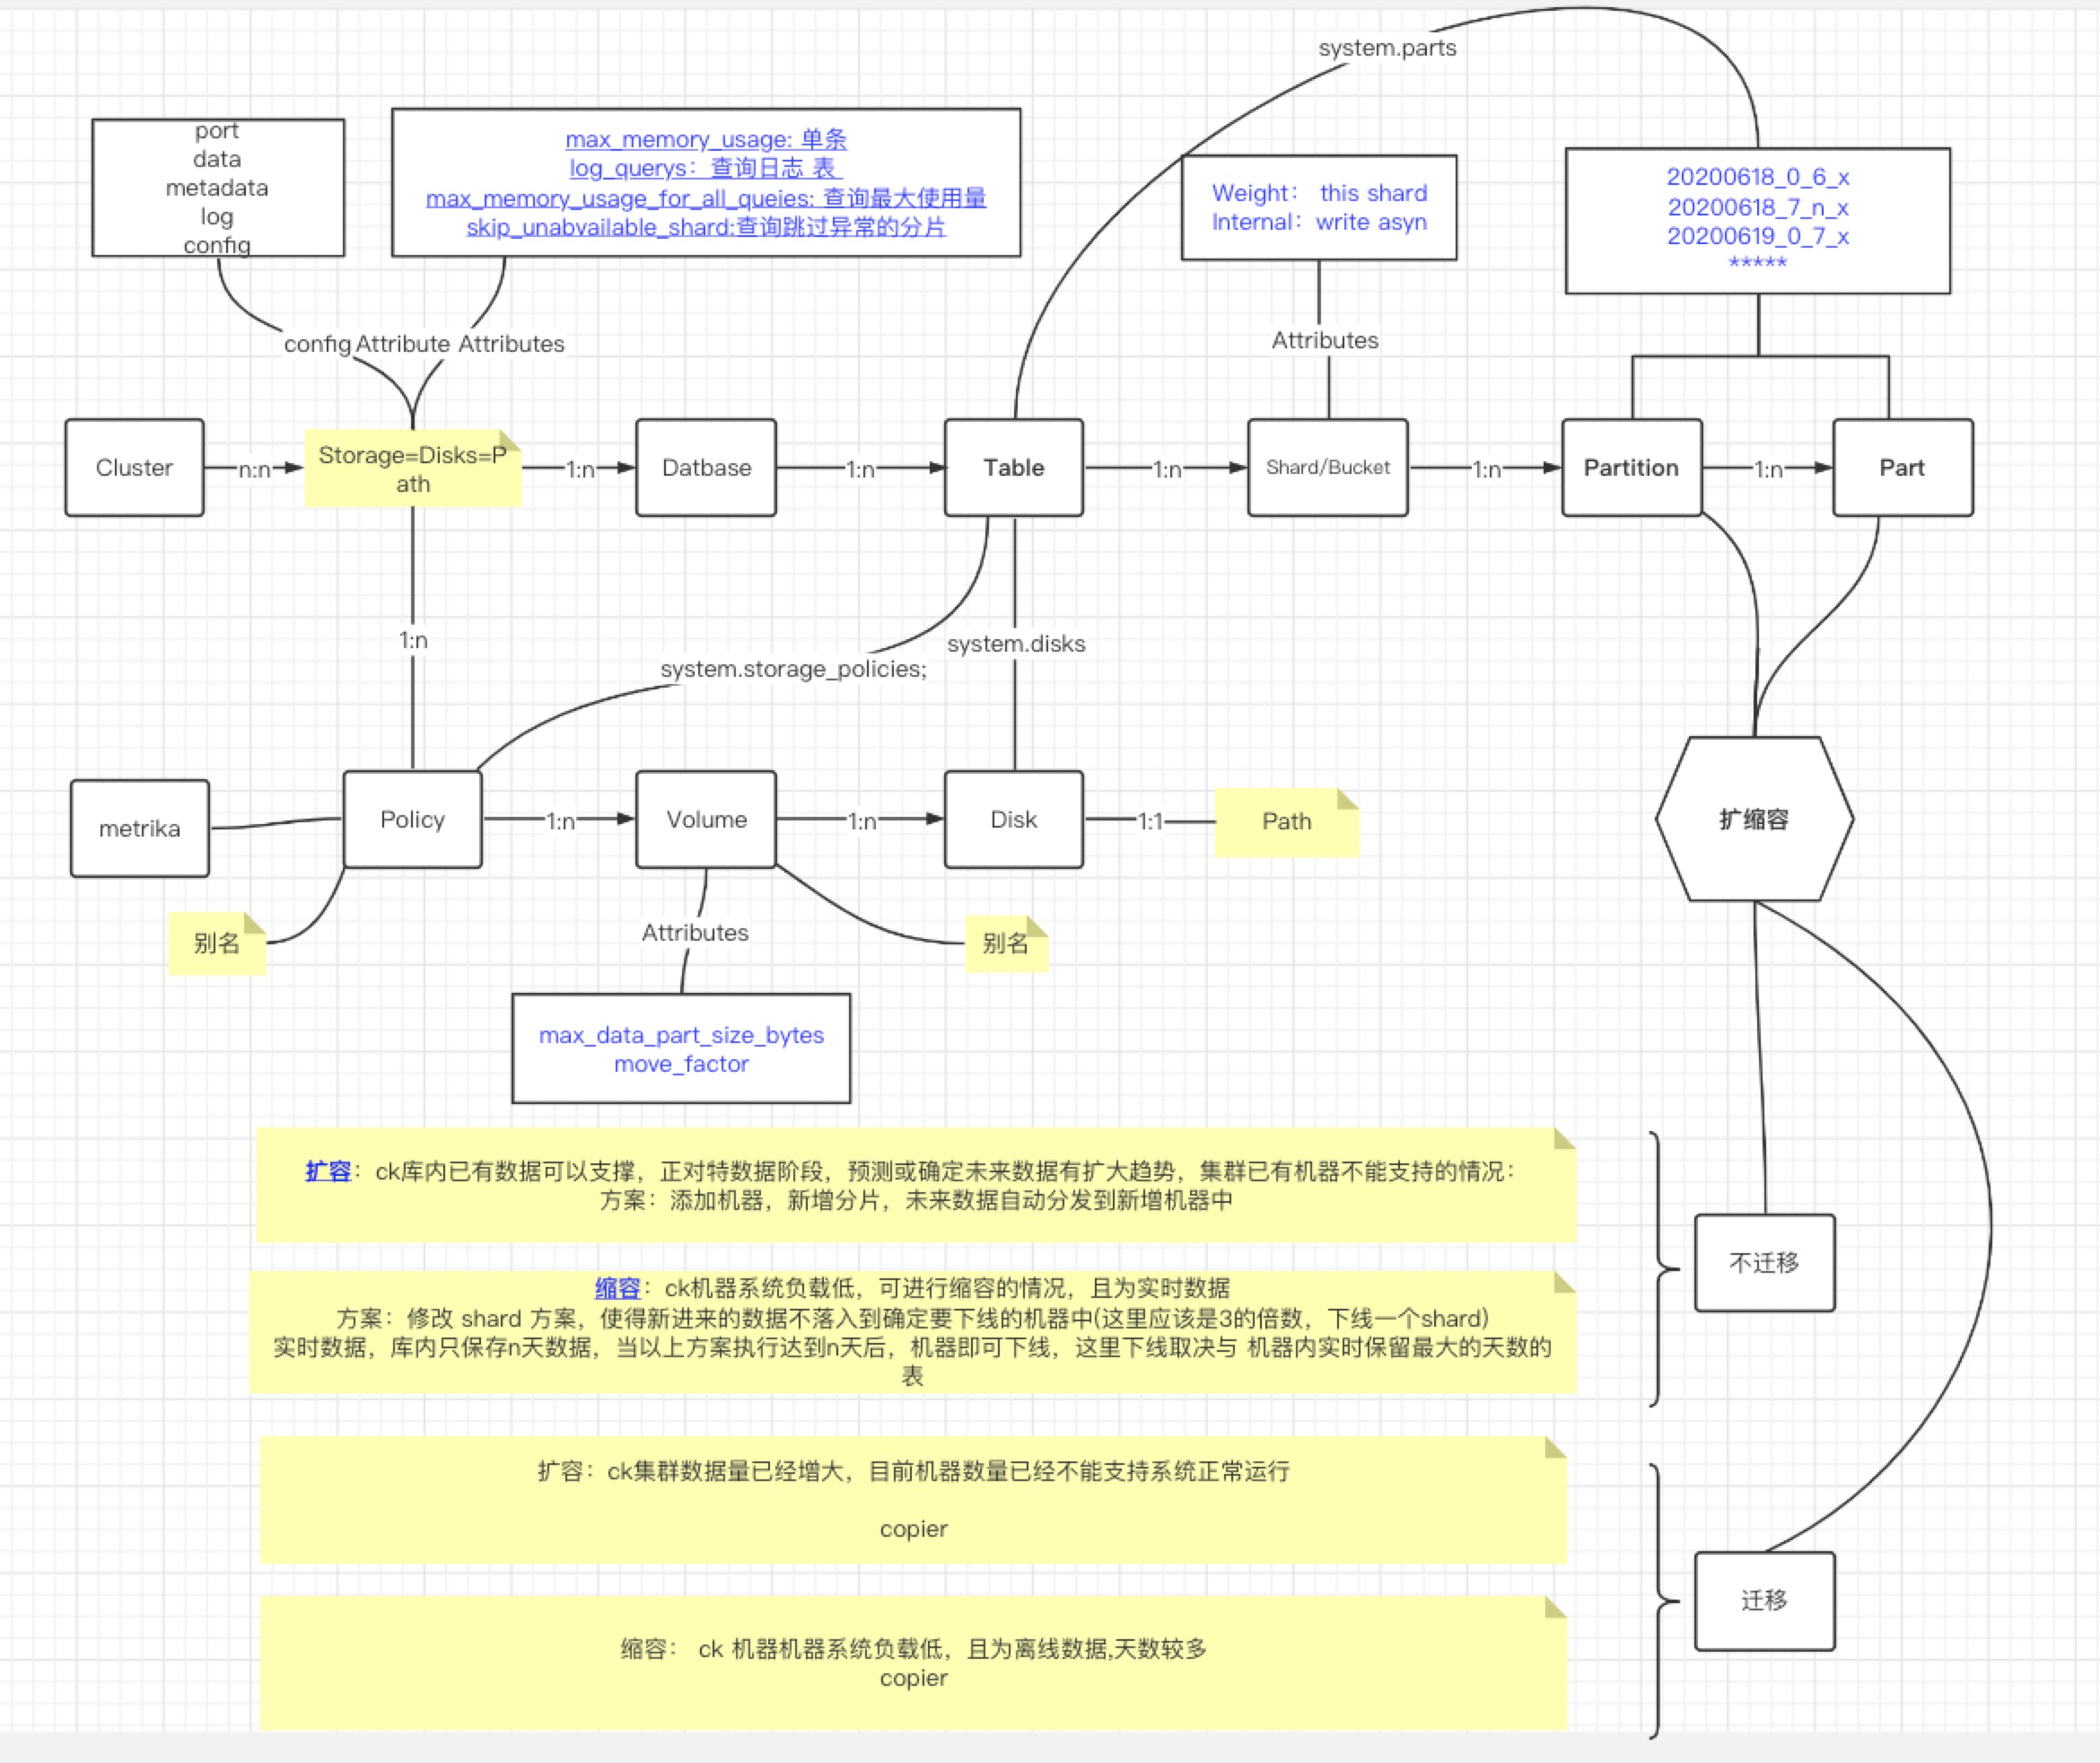 system.parts
port
data
metadata
log
config
max_memory_usage: 单条
log_querys：查询日志 表
max_memory_usage_for_all_queies: 查询最大使用量
skip_unabvailable_shard:查询跳过异常的分片
Weight： this shard
Internal：write asyn
20200618_0_6_x
20200618_7_n_x
20200619_0_7_x
*****
config Attribute
Attributes
Attributes
Cluster
n:n
Storage=Disks=P
ath
1:n
Datbase
1:n
Table
1:n
Shard/Bucket
1:n
Partition
1:n
Part
1:n
system.storage_policies;
system.disks
metrika
Policy
1:n
Volume
1:n
Disk
1:1
Path
扩缩容
别名
Attributes
别名
max_data_part_size_bytes
move_factor
扩容：ck库内已有数据可以支撑，正对特数据阶段，预测或确定未来数据有扩大趋势，集群已有机器不能支持的情况：
方案：添加机器，新增分片，未来数据自动分发到新增机器中
不迁移
缩容：ck机器系统负载低，可进行缩容的情况，且为实时数据
方案：修改 shard 方案，使得新进来的数据不落入到确定要下线的机器中(这里应该是3的倍数，下线一个shard)
实时数据，库内只保存n天数据，当以上方案执行达到n天后，机器即可下线，这里下线取决与 机器内实时保留最大的天数的
表
扩容：ck集群数据量已经增大，目前机器数量已经不能支持系统正常运行
copier
迁移
缩容： ck 机器机器系统负载低，且为离线数据,天数较多
copier